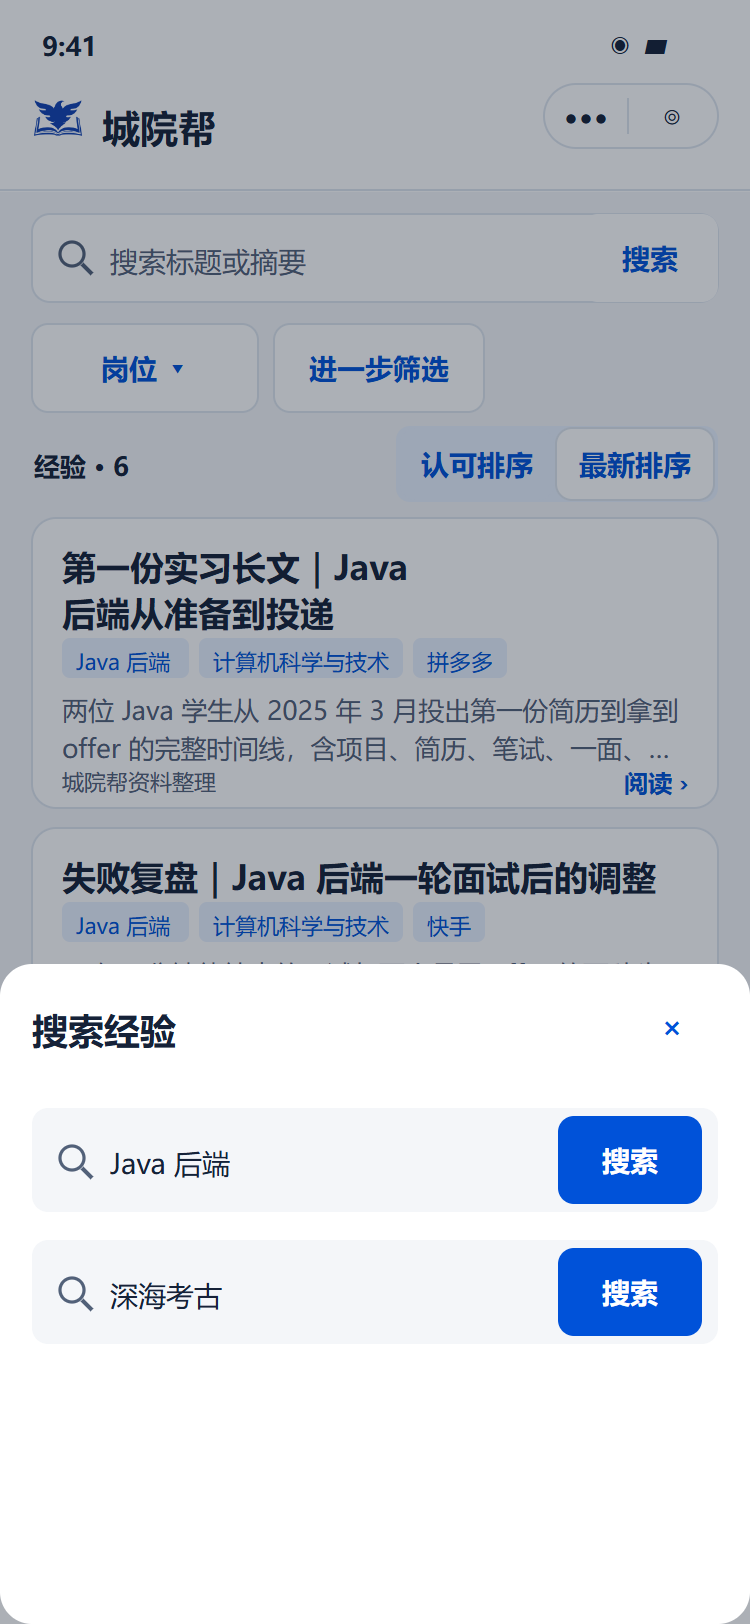 9:41
城院帮
搜索标题或摘要
搜索
岗位
进一步筛选
经验 · 6
认可排序
最新排序
第一份实习长文｜Java
后端从准备到投递
Java 后端
计算机科学与技术
拼多多
两位 Java 学生从 2025 年 3 月投出第一份简历到拿到
offer 的完整时间线，含项目、简历、笔试、一面、...
城院帮资料整理
阅读 ›
失败复盘｜Java 后端一轮面试后的调整
Java 后端
计算机科学与技术
快手
搜索经验
×
Java 后端
搜索
深海考古
搜索